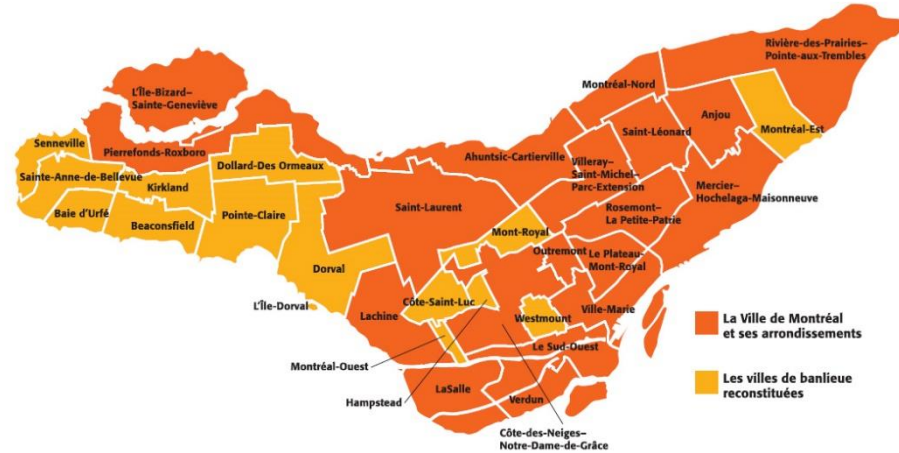 Rivière-des-Prairies–
Pointe-aux-Trembles
Montréal-Nord
L'Île-Bizard–
Sainte-Geneviève
Anjou
Saint-Léonard
Montréal-Est
Senneville
Pierrefonds-Roxboro
Ahuntsic-Cartierville
Villeray–
Saint-Michel–
Parc-Extension
Dollard-Des Ormeaux
Sainte-Anne-de-Bellevue
Kirkland
Mercier–
Hochelaga-Maisonneuve
Saint-Laurent
Rosemont–
La Petite-Patrie
Baie d'Urfé
Beaconsfield
Pointe-Claire
Mont-Royal
Outremont
Le Plateau-
Mont-Royal
Dorval
L'Île-Dorval
Côte-Saint-Luc
Lachine
Westmount
Ville-Marie
La Ville de Montréal
et ses arrondissements
Le Sud-Ouest
Montréal-Ouest
Les villes de banlieue
reconstituées
LaSalle
Hampstead
Verdun
Côte-des-Neiges–
Notre-Dame-de-Grâce